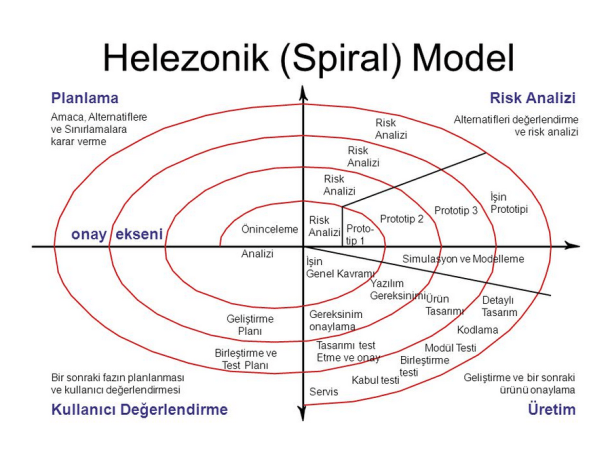 Helezonik (Spiral) Model
Planlama
Amaca, Alternatiflere
ve Sınırlamalara
karar verme
Risk Analizi
Alternatifleri değerlendirme
ve risk analizi
Risk
Analizi
Risk
Analizi
Risk
Analizi
Risk
Analizi
Proto-
tip 1
Prototip 2
Prototip 3
İşin
Prototipi
onay ekseni
Öninceleme
Analizi
İşin
Genel Kavramı
Simulasyon ve Modelleme
Yazılım
Gereksinimi
Ürün
Tasarımı
Detaylı
Tasarım
Geliştirme
Planı
Gereksinim
onaylama
Kodlama
Birleştirme ve
Test Planı
Tasarımı test
Etme ve onay
Modül Testi
Birleştirme
testi
Kabul testi
Servis
Bir sonraki fazın planlanması
ve kullanıcı değerlendirmesi
Kullanıcı Değerlendirme
Geliştirme ve bir sonraki
ürünü onaylama
Üretim